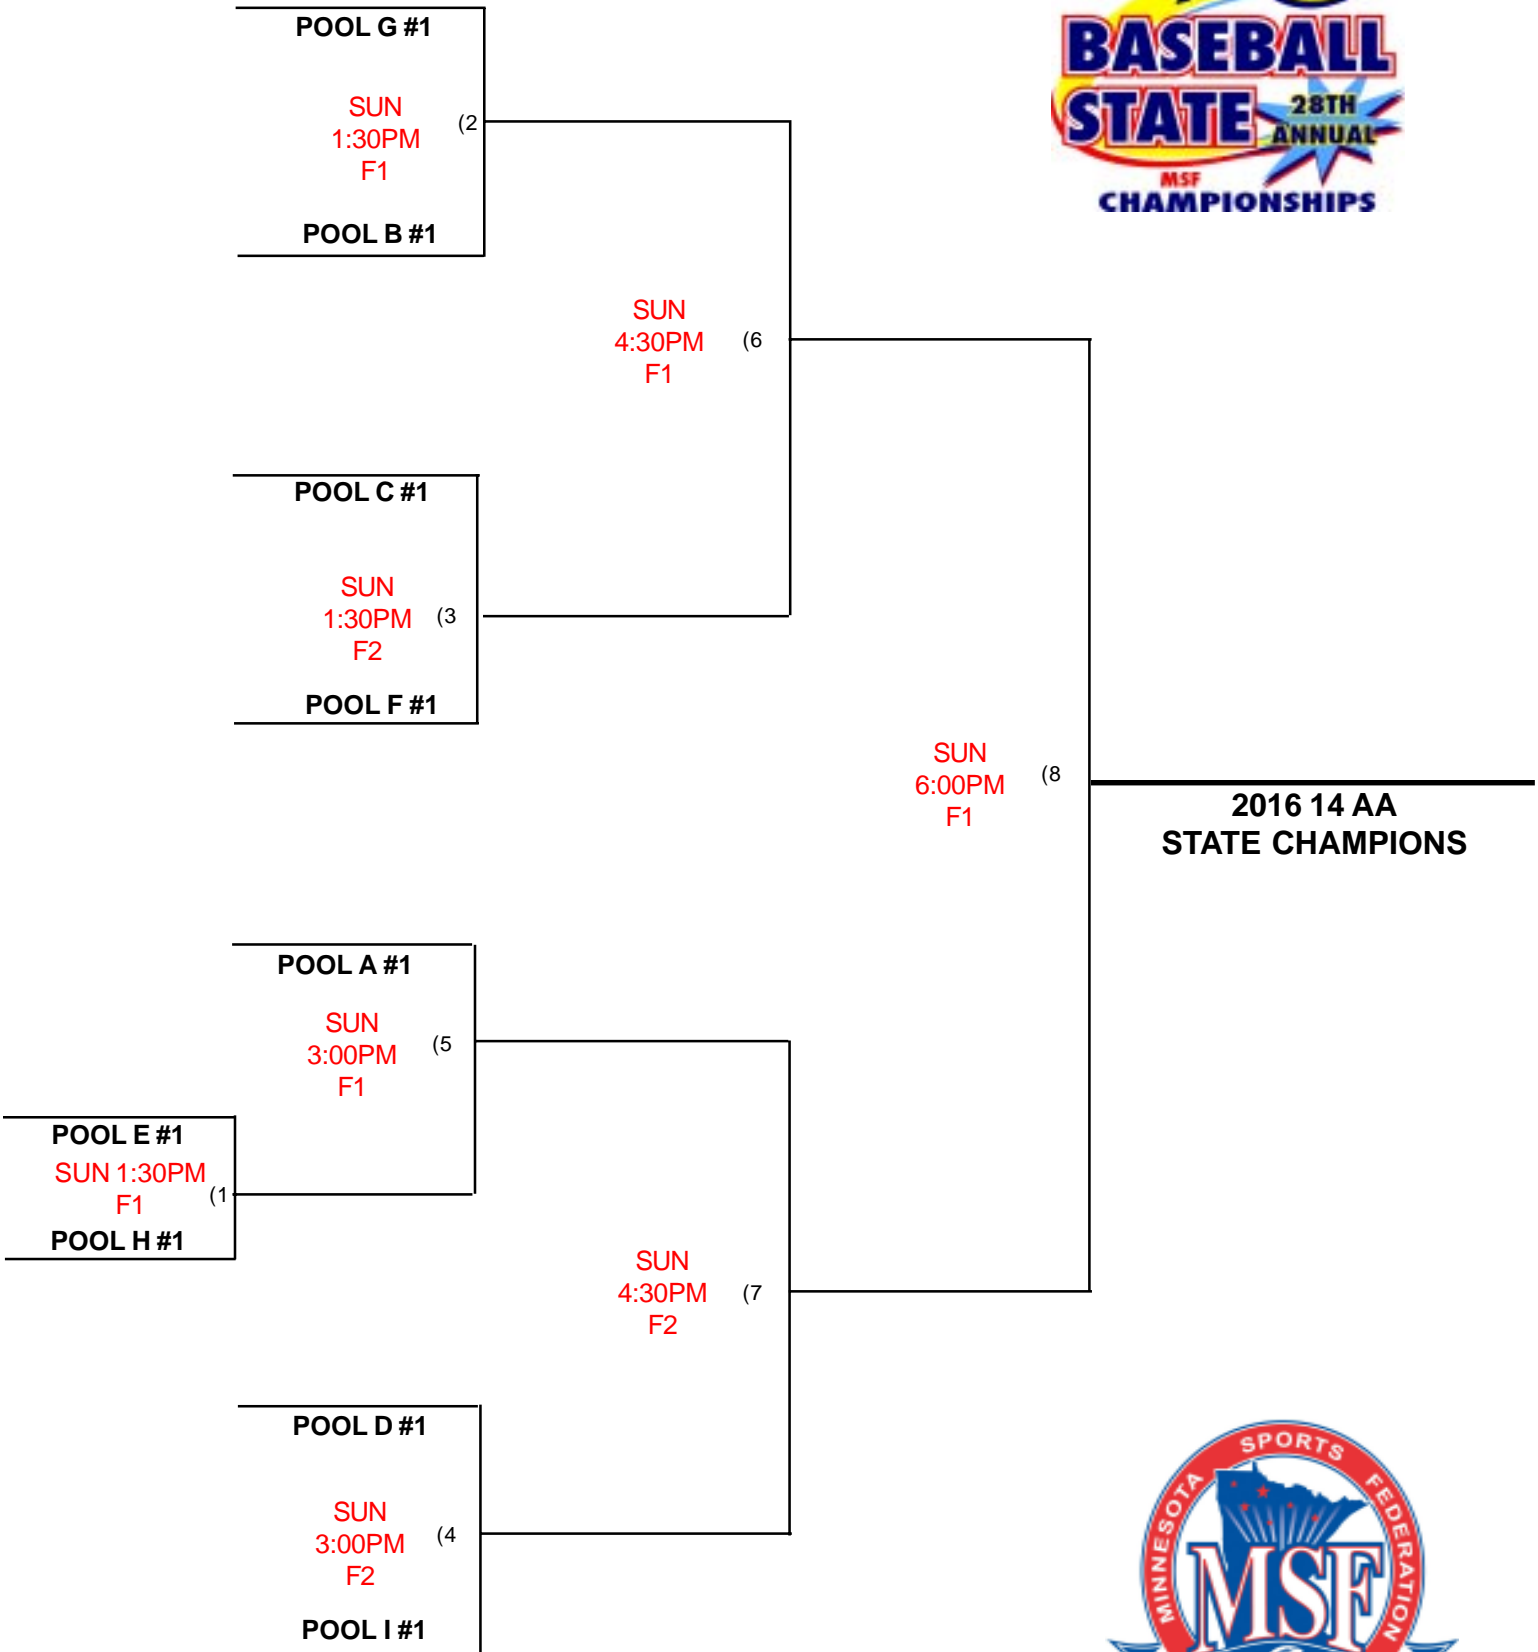 POOL G #1
SUN
1:30PM
F1
(2
POOL B #1
BASEBALL
STATE
28TH
ANNUAL
MSF
CHAMPIONSHIPS
SUN
4:30PM
F1
(6
POOL C #1
SUN
1:30PM
F2
(3
POOL F #1
SUN
6:00PM
F1
(8
2016 14 AA
STATE CHAMPIONS
POOL A #1
SUN
3:00PM
F1
(5
POOL E #1
SUN 1:30PM
F1
(1
POOL H #1
SUN
4:30PM
F2
(7
POOL D #1
SUN
3:00PM
F2
(4
POOL I #1
MINNESOTA SPORTS FEDERATION
MSF